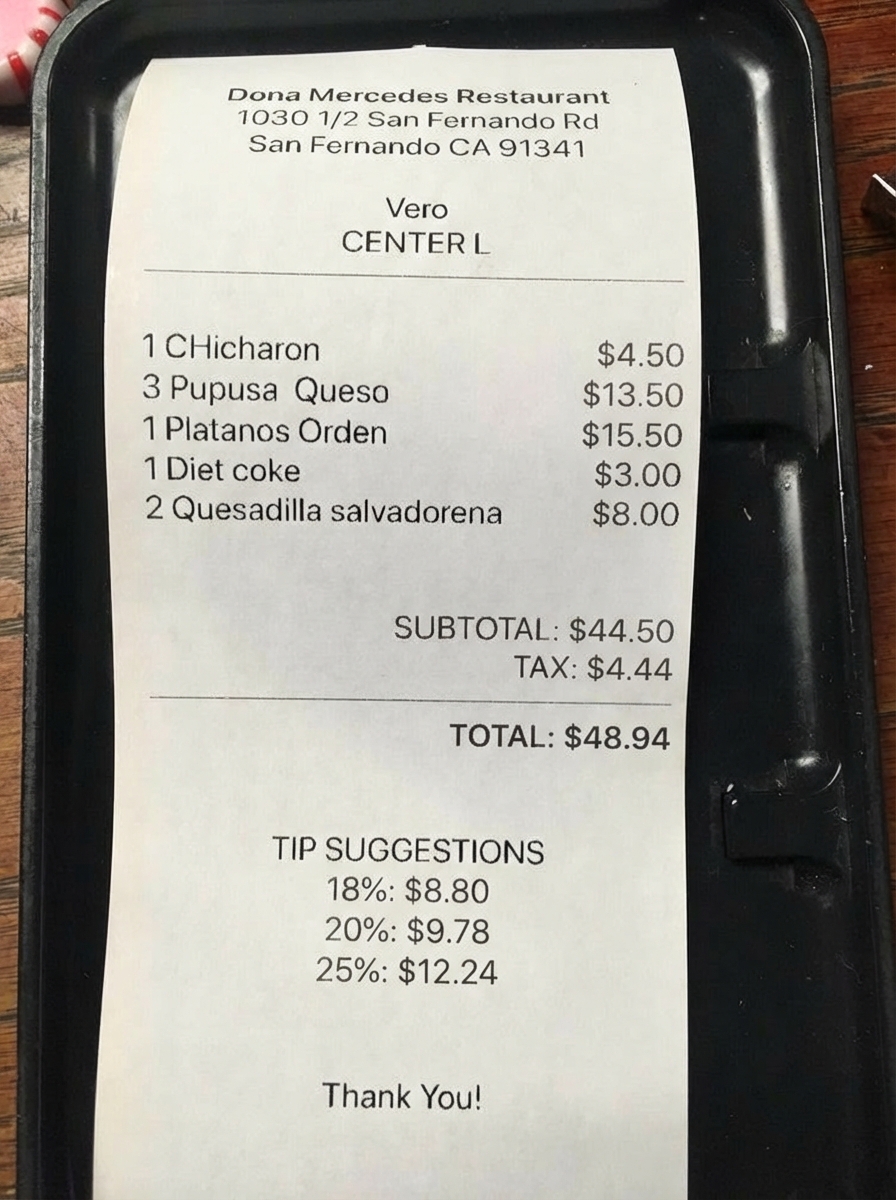 Dona Mercedes Restaurant
1030 1/2 San Fernando Rd
San Fernando CA 91341
Vero
CENTER L
1 CHicharon $4.50
3 Pupusa Queso $13.50
1 Platanos Orden $15.50
1 Diet coke $3.00
2 Quesadilla salvadorena $8.00
SUBTOTAL: $44.50
TAX: $4.44
TOTAL: $48.94
TIP SUGGESTIONS
18%: $8.80
20%: $9.78
25%: $12.24
Thank You!